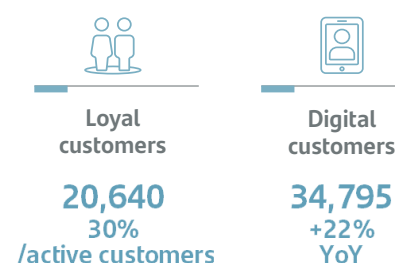 Loyal
customers
20,640
30%
/active customers
Digital
customers
34,795
+22%
YoY